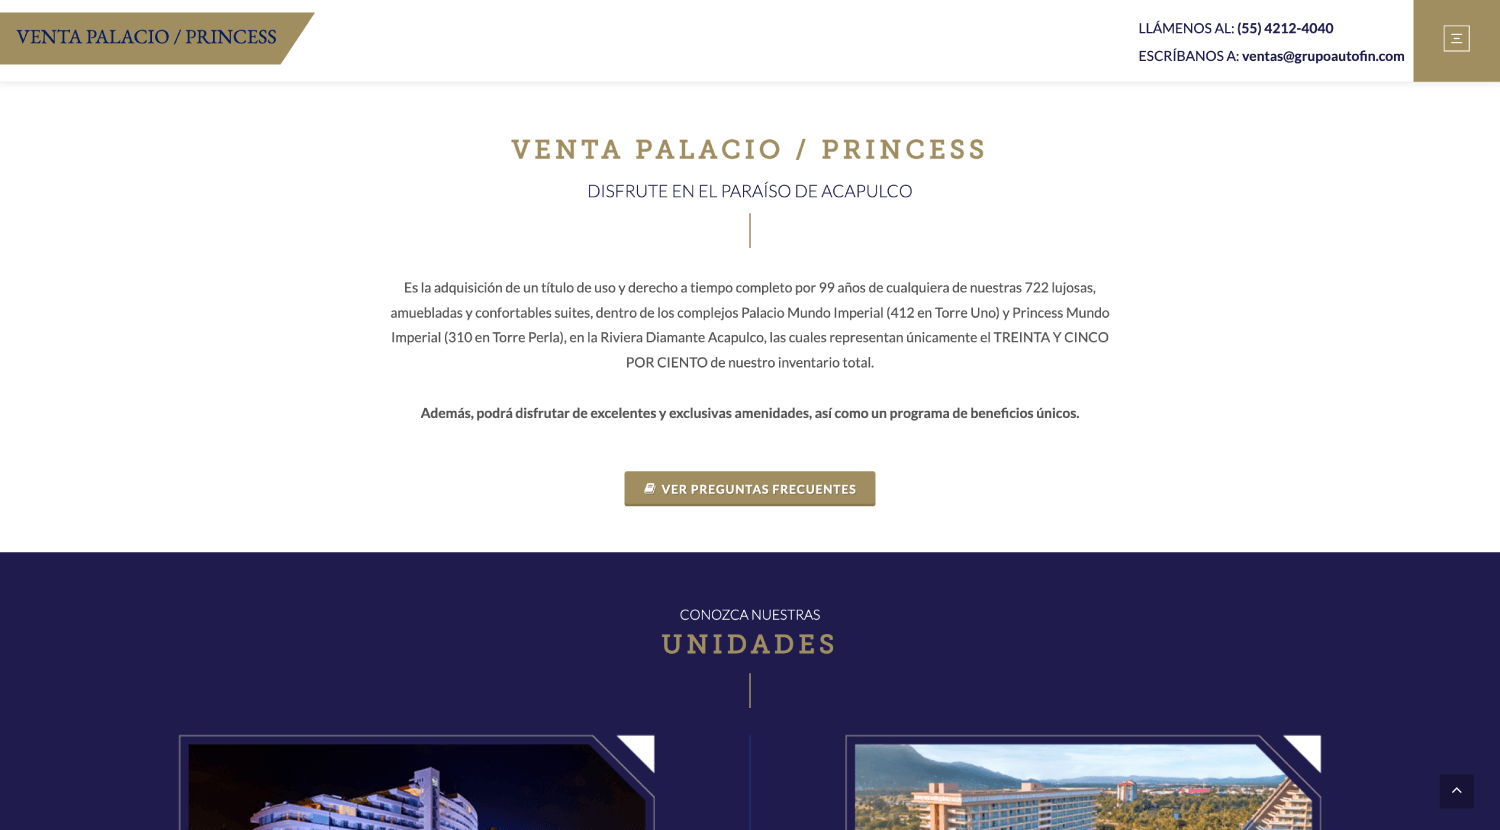 VENTA PALACIO / PRINCESS
LLÁMENOS AL: (55) 4212-4040
ESCRÍBANOS A: ventas@grupoautofin.com
VENTA PALACIO / PRINCESS
DISFRUTE EN EL PARAÍSO DE ACAPULCO
Es la adquisición de un título de uso y derecho a tiempo completo por 99 años de cualquiera de nuestras 722 lujosas,
amuebladas y confortables suites, dentro de los complejos Palacio Mundo Imperial (412 en Torre Uno) y Princess Mundo
Imperial (310 en Torre Perla), en la Riviera Diamante Acapulco, las cuales representan únicamente el TREINTA Y CINCO
POR CIENTO de nuestro inventario total.
Además, podrá disfrutar de excelentes y exclusivas amenidades, así como un programa de beneficios únicos.
VER PREGUNTAS FRECUENTES
CONOZCA NUESTRAS
UNIDADES